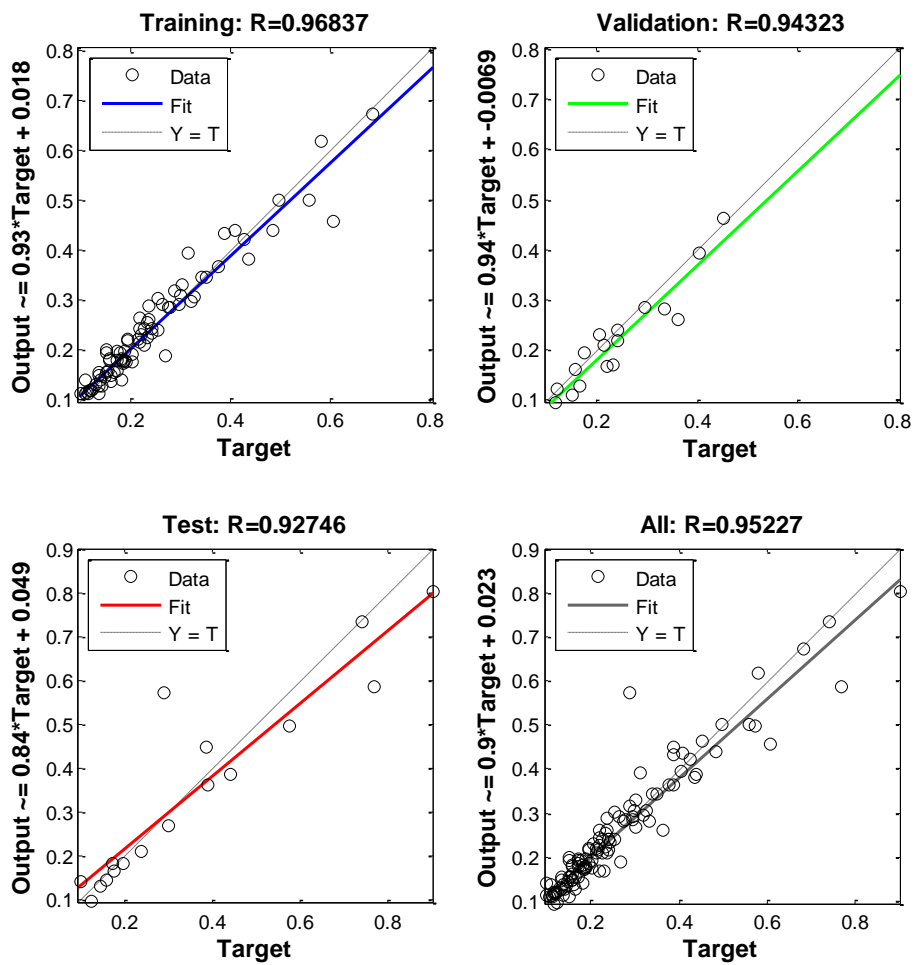 Training: R=0.96837
Output ~= 0.93*Target + 0.018
0.8
0.7
0.6
0.5
0.4
0.3
0.2
0.1
Data
Fit
Y = T
0.2
0.4
0.6
0.8
Target
Validation: R=0.94323
Output ~= 0.94*Target + -0.0069
0.8
0.7
0.6
0.5
0.4
0.3
0.2
0.1
Data
Fit
Y = T
0.2
0.4
0.6
0.8
Target
Test: R=0.92746
Output ~= 0.84*Target + 0.049
0.9
0.8
0.7
0.6
0.5
0.4
0.3
0.2
0.1
Data
Fit
Y = T
0.2
0.4
0.6
0.8
Target
All: R=0.95227
Output ~= 0.9*Target + 0.023
0.9
0.8
0.7
0.6
0.5
0.4
0.3
0.2
0.1
Data
Fit
Y = T
0.2
0.4
0.6
0.8
Target